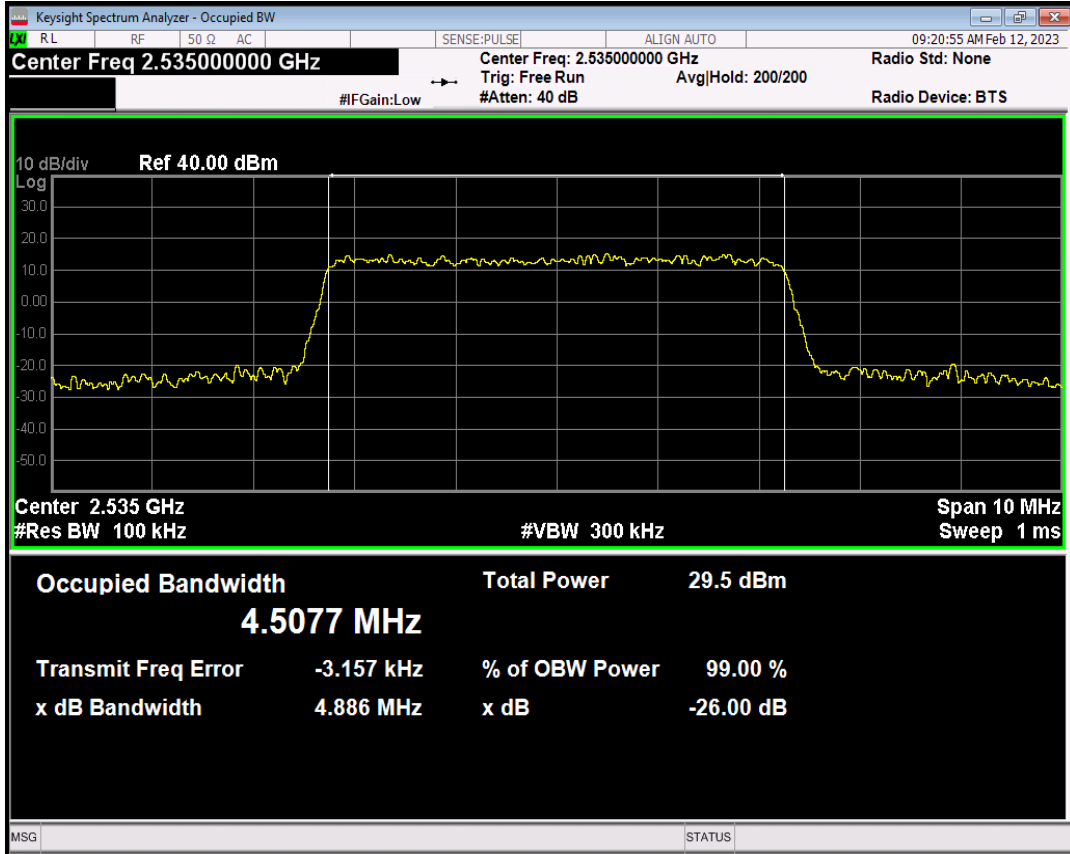 Keysight Spectrum Analyzer - Occupied BW
LXI RL RF 50 Ω AC SENSE:PULSE ALIGN AUTO 09:20:55 AM Feb 12, 2023
Center Freq 2.535000000 GHz Center Freq: 2.535000000 GHz Radio Std: None
Trig: Free Run Avg|Hold: 200/200
#IFGain:Low #Atten: 40 dB Radio Device: BTS
10 dB/div Ref 40.00 dBm
Log
30.0
20.0
10.0
0.00
-10.0
-20.0
-30.0
-40.0
-50.0
Center 2.535 GHz Span 10 MHz
#Res BW 100 kHz #VBW 300 kHz Sweep 1 ms
Occupied Bandwidth Total Power 29.5 dBm
4.5077 MHz
Transmit Freq Error -3.157 kHz % of OBW Power 99.00 %
x dB Bandwidth 4.886 MHz x dB -26.00 dB
MSG STATUS